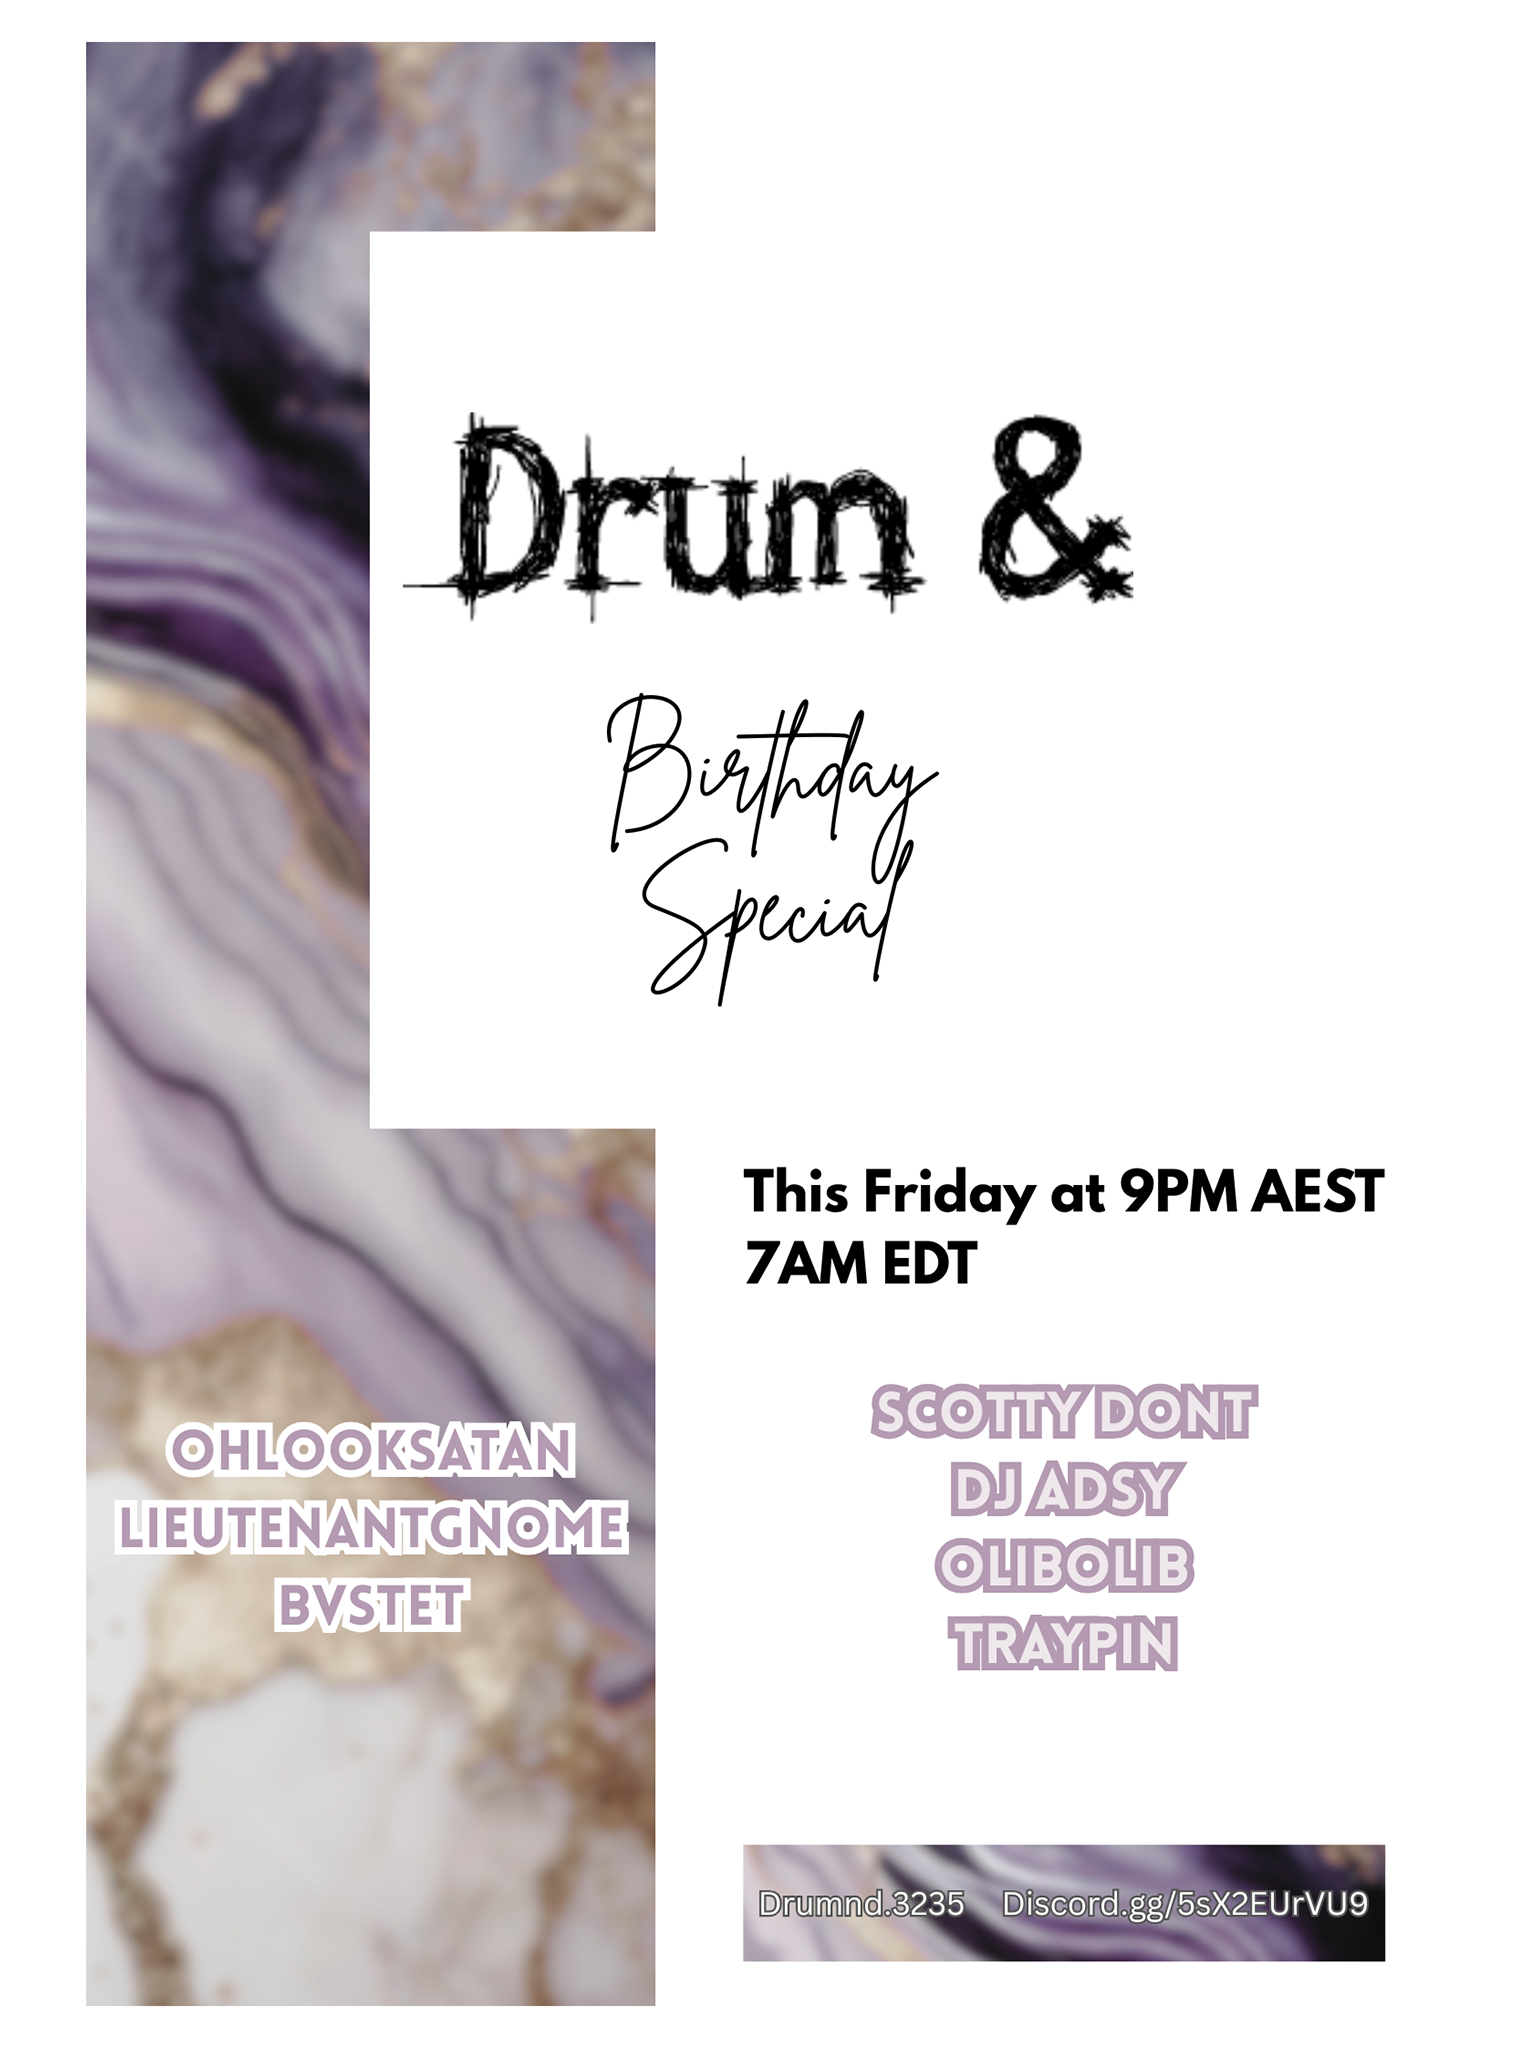 Drum &
Birthday
Special
This Friday at 9PM AEST
7AM EDT
OHLOOKSATAN
LIEUTENANTGNOME
BVSTET
SCOTTY DONT
DJ ADSY
OLIBOLIB
TRAYPIN
Drumnd.3235 Discord.gg/5sX2EUrVU9